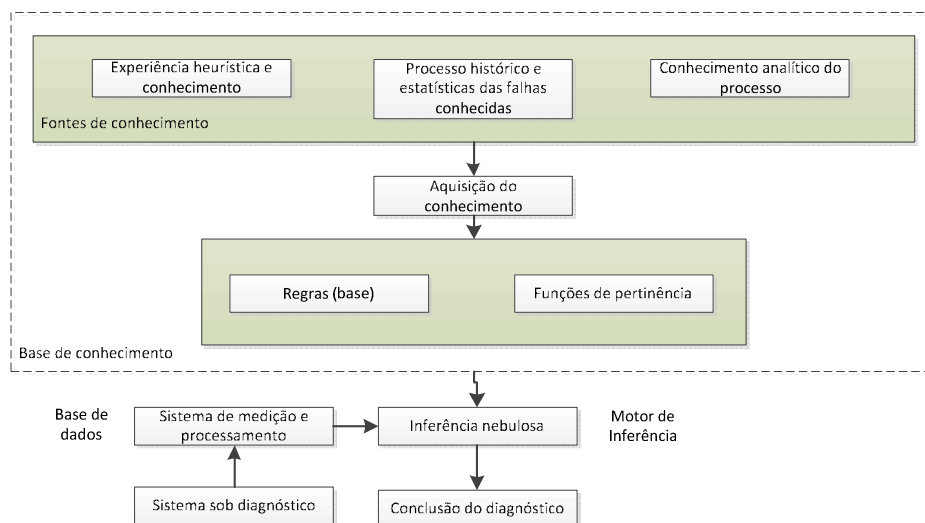 Experiência heurística e
conhecimento
Processo histórico e
estatísticas das falhas
conhecidas
Conhecimento analítico do
processo
Fontes de conhecimento
Aquisição do
conhecimento
Regras (base)
Funções de pertinência
Base de conhecimento
Base de
dados
Sistema de medição e
processamento
Inferência nebulosa
Motor de
Inferência
Sistema sob diagnóstico
Conclusão do diagnóstico